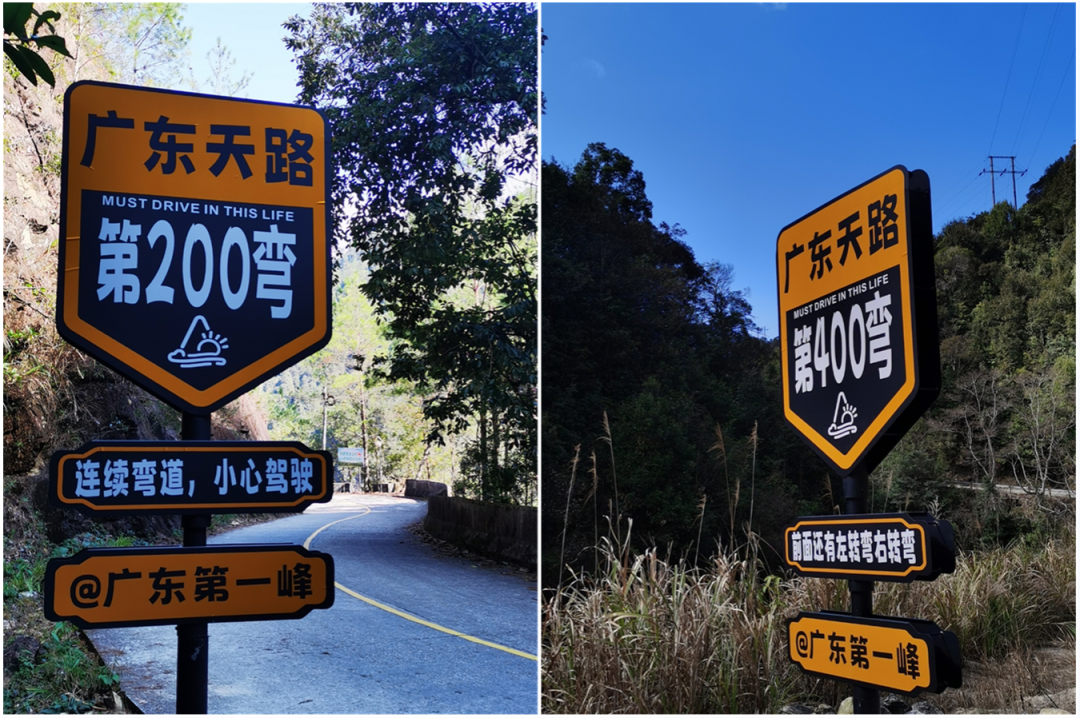 广东天路
MUST DRIVE IN THIS LIFE
第200弯
连续弯道，小心驾驶
@广东第一峰
广东天路
MUST DRIVE IN THIS LIFE
第400弯
前面还有左转弯右转弯
@广东第一峰